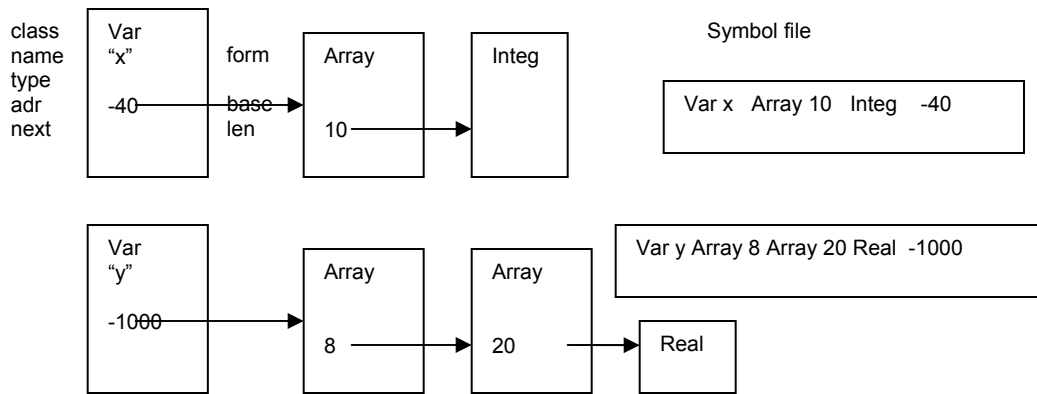 class
name
type
adr
next
Var
“x”
-40
form
base
len
Array
10
Integ
Symbol file
Var x Array 10 Integ -40
Var
“y”
-1000
Array
8
Array
20
Var y Array 8 Array 20 Real -1000
Real